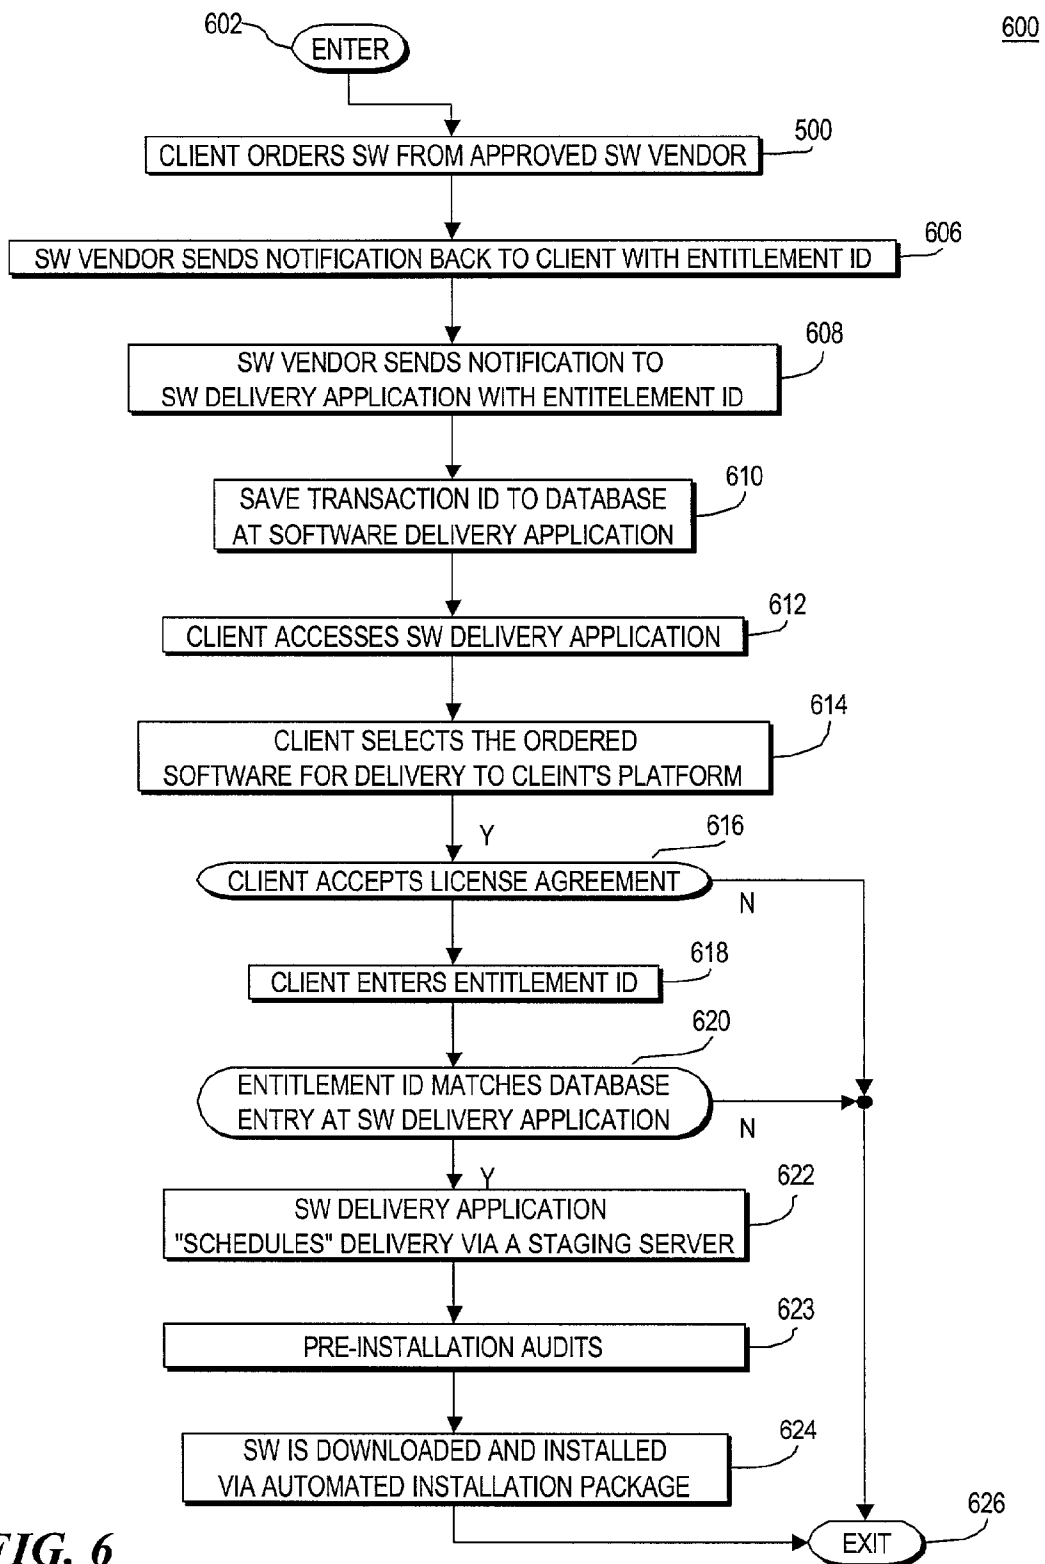 600
602
ENTER
500
CLIENT ORDERS SW FROM APPROVED SW VENDOR
606
SW VENDOR SENDS NOTIFICATION BACK TO CLIENT WITH ENTITLEMENT ID
608
SW VENDOR SENDS NOTIFICATION TO
SW DELIVERY APPLICATION WITH ENTITELEMENT ID
610
SAVE TRANSACTION ID TO DATABASE
AT SOFTWARE DELIVERY APPLICATION
612
CLIENT ACCESSES SW DELIVERY APPLICATION
614
CLIENT SELECTS THE ORDERED
SOFTWARE FOR DELIVERY TO CLEINT'S PLATFORM
Y
616
CLIENT ACCEPTS LICENSE AGREEMENT
N
618
CLIENT ENTERS ENTITLEMENT ID
620
ENTITLEMENT ID MATCHES DATABASE
ENTRY AT SW DELIVERY APPLICATION
N
Y
622
SW DELIVERY APPLICATION
"SCHEDULES" DELIVERY VIA A STAGING SERVER
623
PRE-INSTALLATION AUDITS
624
SW IS DOWNLOADED AND INSTALLED
VIA AUTOMATED INSTALLATION PACKAGE
626
EXIT
FIG. 6